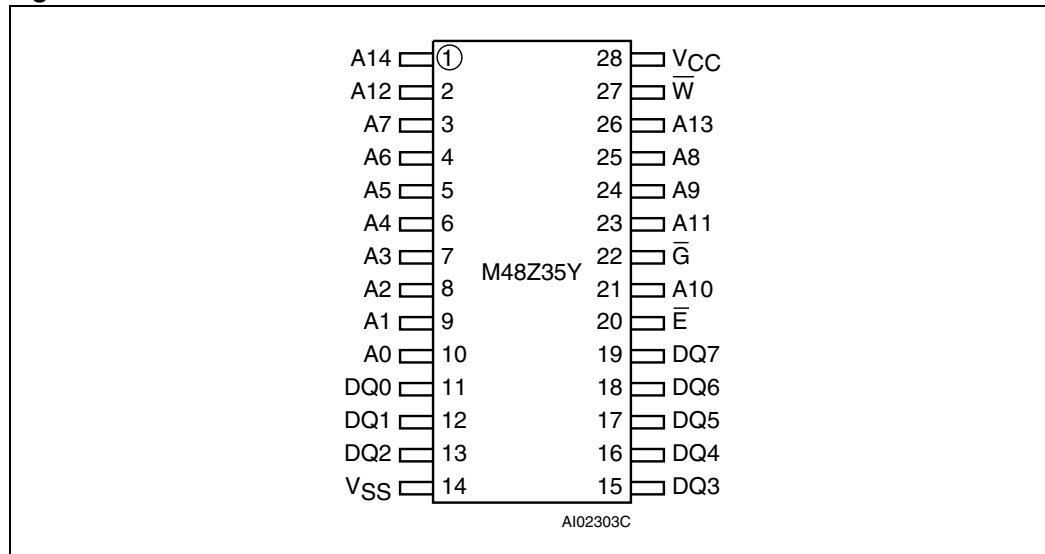 A14 1 28 VCC
A12 2 27 W̅
A7 3 26 A13
A6 4 25 A8
A5 5 24 A9
A4 6 23 A11
A3 7 22 G̅
M48Z35Y
A2 8 21 A10
A1 9 20 E̅
A0 10 19 DQ7
DQ0 11 18 DQ6
DQ1 12 17 DQ5
DQ2 13 16 DQ4
VSS 14 15 DQ3
AI02303C